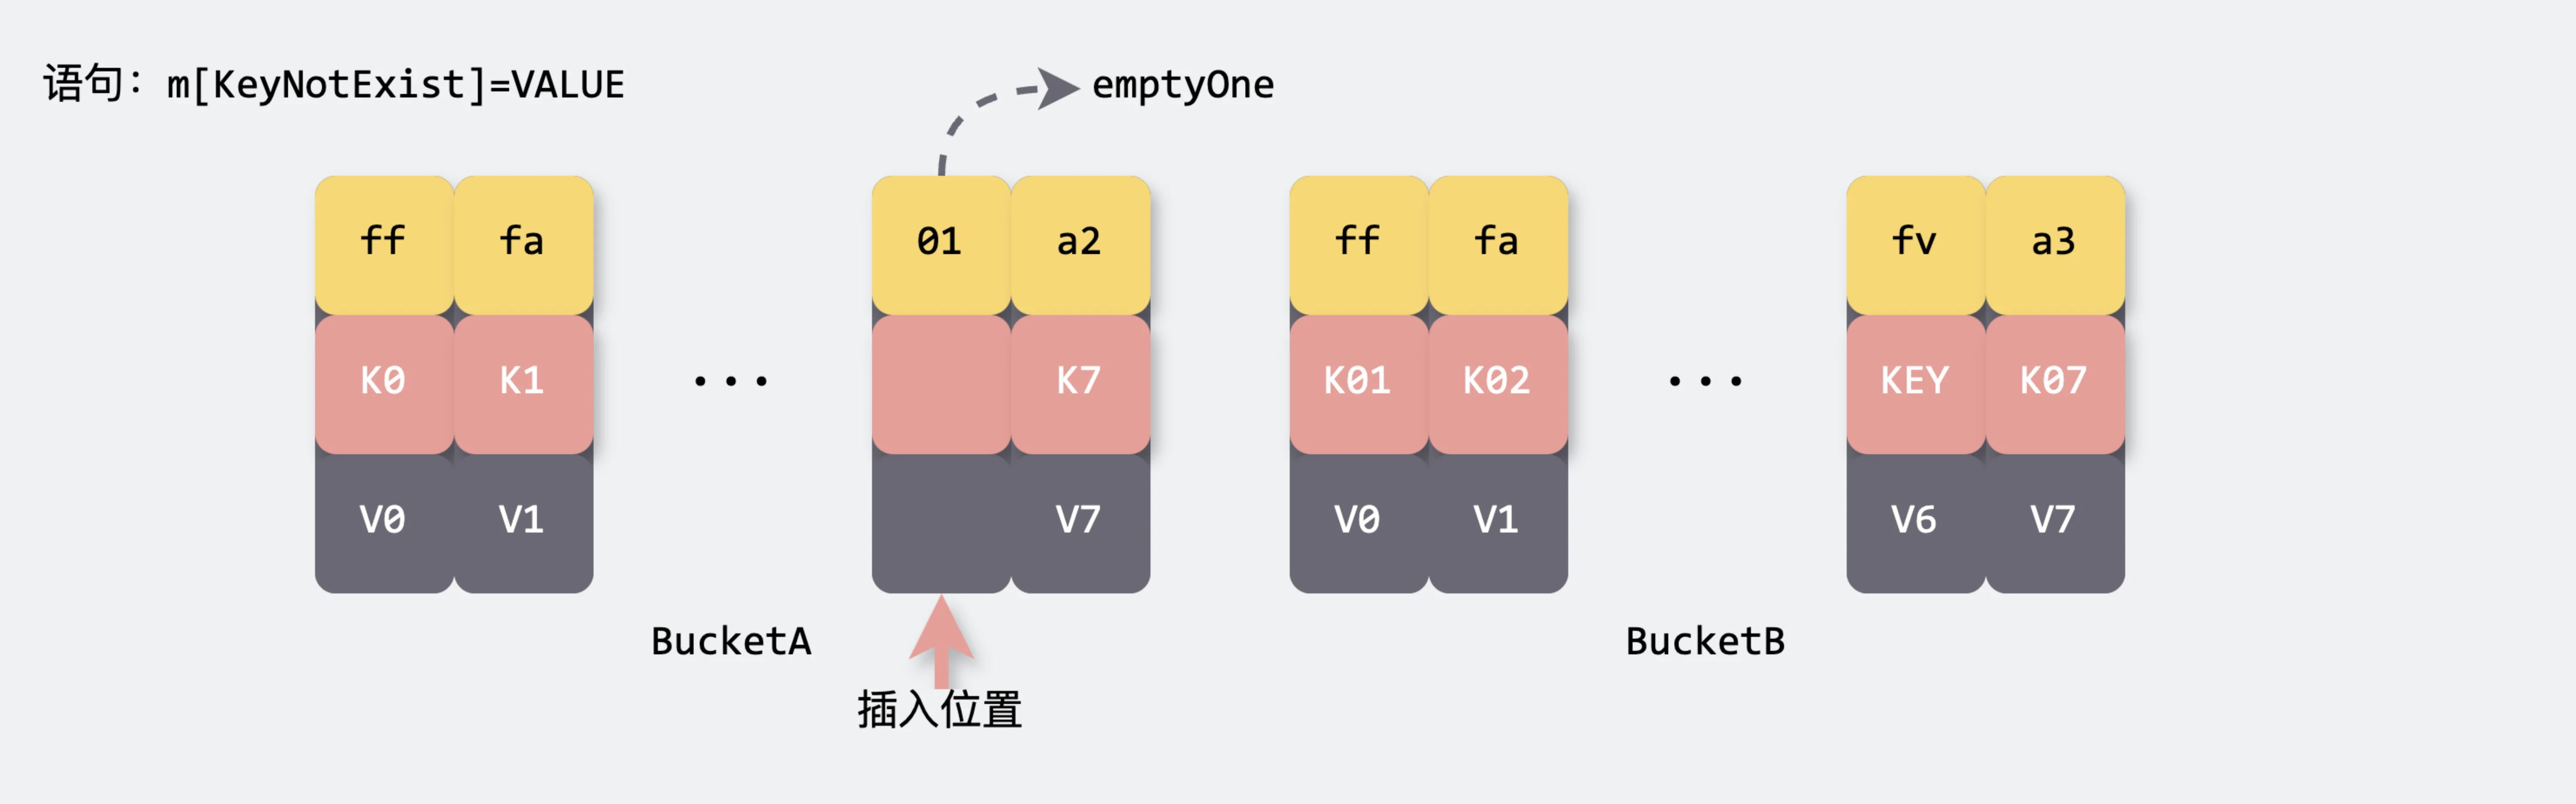 语句：m[KeyNotExist]=VALUE
emptyOne
ff fa 01 a2 ff fa fv a3
K0 K1 ... K7 K01 K02 ... KEY K07
V0 V1 V7 V0 V1 V6 V7
BucketA BucketB
插入位置